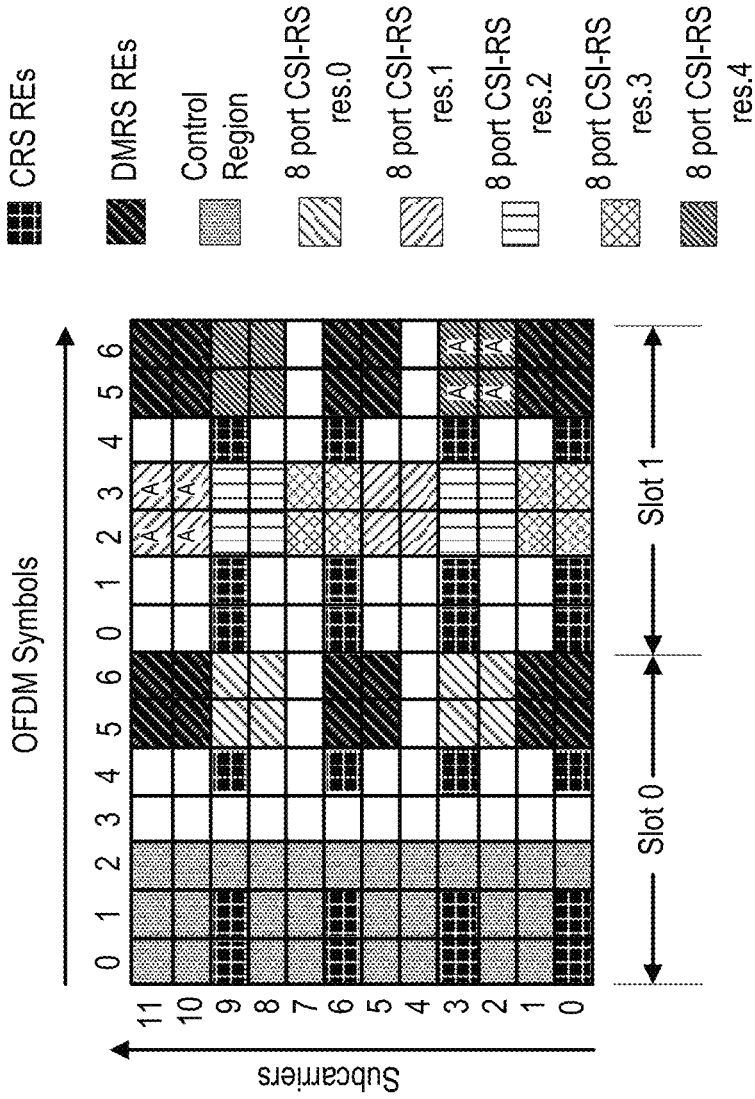 OFDM Symbols
0 1 2 3 4 5 6 0 1 2 3 4 5 6
Subcarriers
11 A A
10 A A
9
8
7
6
5
4
3 A A
2 A A
1
0
Slot 0 Slot 1
CRS REs
DMRS REs
Control
Region
8 port CSI-RS
res.0
8 port CSI-RS
res.1
8 port CSI-RS
res.2
8 port CSI-RS
res.3
8 port CSI-RS
res.4